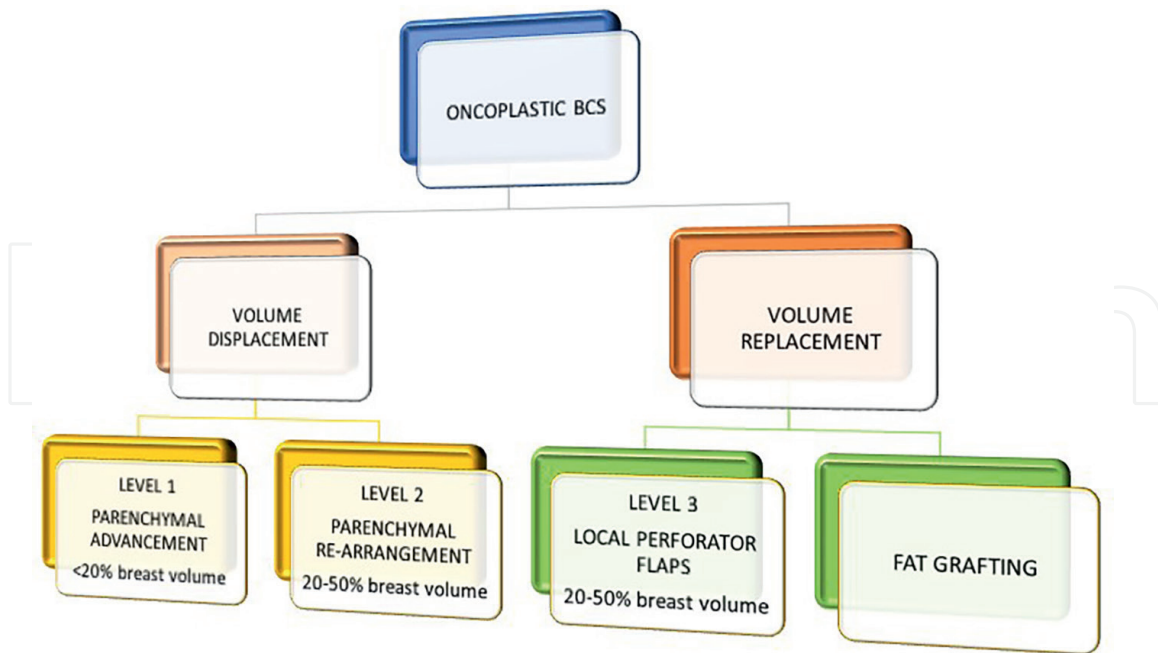 ONCOPLASTIC BCS
VOLUME
DISPLACEMENT
VOLUME
REPLACEMENT
LEVEL 1
PARENCHYMAL
ADVANCEMENT
<20% breast volume
LEVEL 2
PARENCHYMAL
RE-ARRANGEMENT
20-50% breast volume
LEVEL 3
LOCAL PERFORATOR
FLAPS
20-50% breast volume
FAT GRAFTING